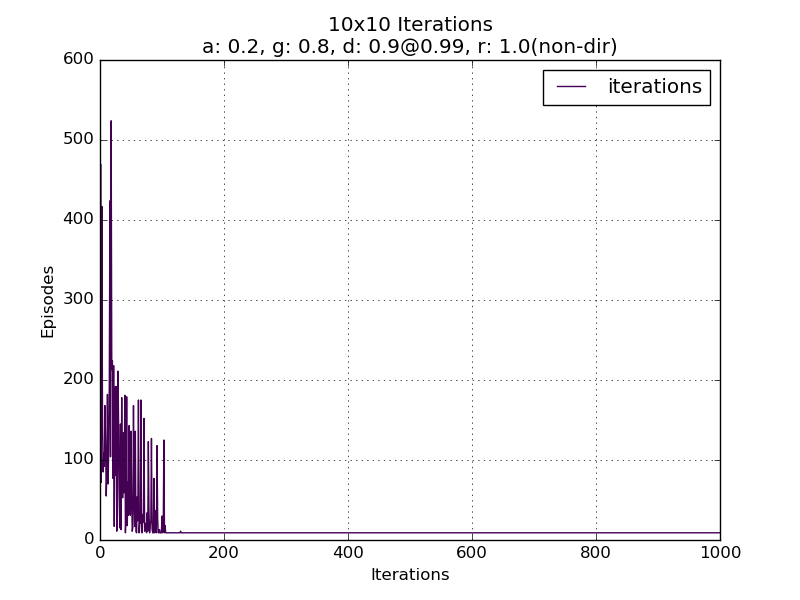 10x10 Iterations
a: 0.2, g: 0.8, d: 0.9@0.99, r: 1.0(non-dir)
iterations
600
500
400
300
200
100
0
Episodes
0 200 400 600 800 1000
Iterations